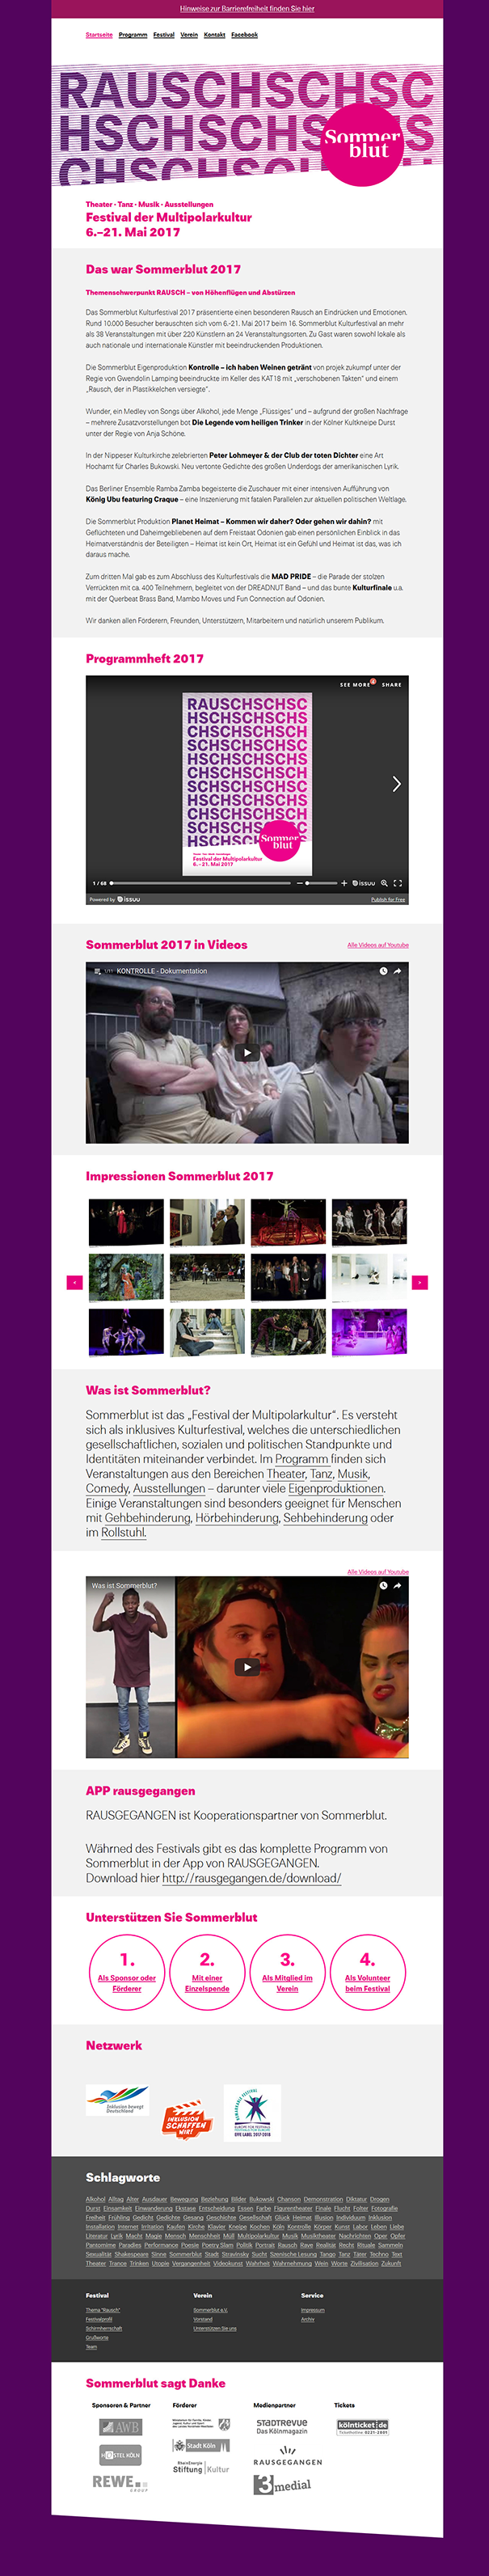 Hinweise zur Barrierefreiheit finden Sie hier
Startseite Programm Festival Verein Kontakt Facebook
RAUSCHSCHSC
HSCHSCHSCHS
CHSCHSCHSCH
Sommer
blut
Theater · Tanz · Musik · Ausstellungen
Festival der Multipolarkultur
6.–21. Mai 2017
Das war Sommerblut 2017
Themenschwerpunkt RAUSCH – von Höhenflügen und Abstürzen
Das Sommerblut Kulturfestival 2017 präsentierte einen besonderen Rausch an Eindrücken und Emotionen.
Rund 10.000 Besucher berauschten sich vom 6.-21. Mai 2017 beim 16. Sommerblut Kulturfestival an mehr
als 38 Veranstaltungen mit über 220 Künstlern an 24 Veranstaltungsorten. Zu Gast waren sowohl lokale als
auch nationale und internationale Künstler mit beeindruckenden Produktionen.
Die Sommerblut Eigenproduktion Kontrolle – ich haben Weinen getränt von projek zukumpf unter der
Regie von Gwendolin Lamping beeindruckte im Keller des KAT18 mit „verschobenen Takten“ und einem
„Rausch, der in Plastikkelchen versiegte“.
Wunder, ein Medley von Songs über Alkohol, jede Menge „Flüssiges“ und – aufgrund der großen Nachfrage
– mehrere Zusatzvorstellungen bot Die Legende vom heiligen Trinker in der Kölner Kultkneipe Durst
unter der Regie von Anja Schöne.
In der Nippeser Kulturkirche zelebrierten Peter Lohmeyer & der Club der toten Dichter eine Art
Hochamt für Charles Bukowski. Neu vertonte Gedichte des großen Underdogs der amerikanischen Lyrik.
Das Berliner Ensemble Ramba Zamba begeisterte die Zuschauer mit einer intensiven Aufführung von
König Ubu featuring Craque – eine Inszenierung mit fatalen Parallelen zur aktuellen politischen Weltlage.
Die Sommerblut Produktion Planet Heimat – Kommen wir daher? Oder gehen wir dahin? mit
Geflüchteten und Daheimgebliebenen auf dem Freistaat Odonien gab einen persönlichen Einblick in das
Heimatverständnis der Beteiligten – Heimat ist kein Ort, Heimat ist ein Gefühl und Heimat ist das, was ich
daraus mache.
Zum dritten Mal gab es zum Abschluss des Kulturfestivals die MAD PRIDE – die Parade der stolzen
Verrückten mit ca. 400 Teilnehmern, begleitet von der DREADNUT Band – und das bunte Kulturfinale u.a.
mit der Querbeat Brass Band, Mambo Moves und Fun Connection auf Odonien.
Wir danken allen Förderern, Freunden, Unterstützern, Mitarbeitern und natürlich unserem Publikum.
Programmheft 2017
SEE MORE 4 SHARE
RAUSCHSCHSC
HSCHSCHSCHS
Sommer
blut
Festival der Multipolarkultur
6. – 21. Mai 2017
1 / 68
issuu
Powered by issuu
Publish for Free
Sommerblut 2017 in Videos
Alle Videos auf Youtube
KONTROLLE - Dokumentation
Impressionen Sommerblut 2017
<
>
Was ist Sommerblut?
Sommerblut ist das „Festival der Multipolarkultur“. Es versteht
sich als inklusives Kulturfestival, welches die unterschiedlichen
gesellschaftlichen, sozialen und politischen Standpunkte und
Identitäten miteinander verbindet. Im Programm finden sich
Veranstaltungen aus den Bereichen Theater, Tanz, Musik,
Comedy, Ausstellungen – darunter viele Eigenproduktionen.
Einige Veranstaltungen sind besonders geeignet für Menschen
mit Gehbehinderung, Hörbehinderung, Sehbehinderung oder
im Rollstuhl.
Alle Videos auf Youtube
Was ist Sommerblut?
APP rausgegangen
RAUSGEGANGEN ist Kooperationspartner von Sommerblut.
Währned des Festivals gibt es das komplette Programm von
Sommerblut in der App von RAUSGEGANGEN.
Download hier http://rausgegangen.de/download/
Unterstützen Sie Sommerblut
1. 2. 3. 4.
Als Sponsor oder Mit einer Als Mitglied im Als Volunteer
Förderer Einzelspende Verein beim Festival
Netzwerk
Inklusion bewegt
Deutschland
INKLUSION
SCHAFFEN
WIR!
EUROPE FOR FESTIVALS
FESTIVALS FOR EUROPE
EFFE LABEL 2017-2018
Schlagworte
Alkohol Alltag Alter Ausdauer Bewegung Beziehung Bilder Bukowski Chanson Demonstration Diktatur Drogen
Durst Einsamkeit Einwanderung Ekstase Entscheidung Essen Farbe Figurentheater Finale Flucht Folter Fotografie
Freiheit Frühling Gedicht Gedichte Gesang Geschichte Gesellschaft Glück Heimat Illusion Individuum Inklusion
Installation Internet Irritation Kaufen Kirche Klavier Kneipe Kochen Köln Kontrolle Körper Kunst Labor Leben Liebe
Literatur Lyrik Macht Magie Mensch Menschheit Müll Multipolarkultur Musik Musiktheater Nachrichten Oper Opfer
Pantomime Paradies Performance Poesie Poetry Slam Politik Portrait Rausch Rave Realität Recht Rituale Sammeln
Sexualität Shakespeare Sinne Sommerblut Stadt Stravinsky Sucht Szenische Lesung Tango Tanz Täter Techno Text
Theater Trance Trinken Utopie Vergangenheit Videokunst Wahrheit Wahrnehmung Wein Worte Zivilisation Zukunft
Festival Verein Service
Thema "Rausch" Sommerblut e.V. Impressum
Festivalprofil Vorstand Archiv
Schirmherrschaft Unterstützen Sie uns
Grußworte
Team
Sommerblut sagt Danke
Sponsoren & Partner Förderer Medienpartner Tickets
AWB
HOSTEL KÖLN
REWE
GROUP
Stadt Köln
RheinEnergie
Stiftung Kultur
STADTREVUE
Das Kölnmagazin
RAUSGEGANGEN
3medial
kölnticket.de
Tickethotline 0221-2801